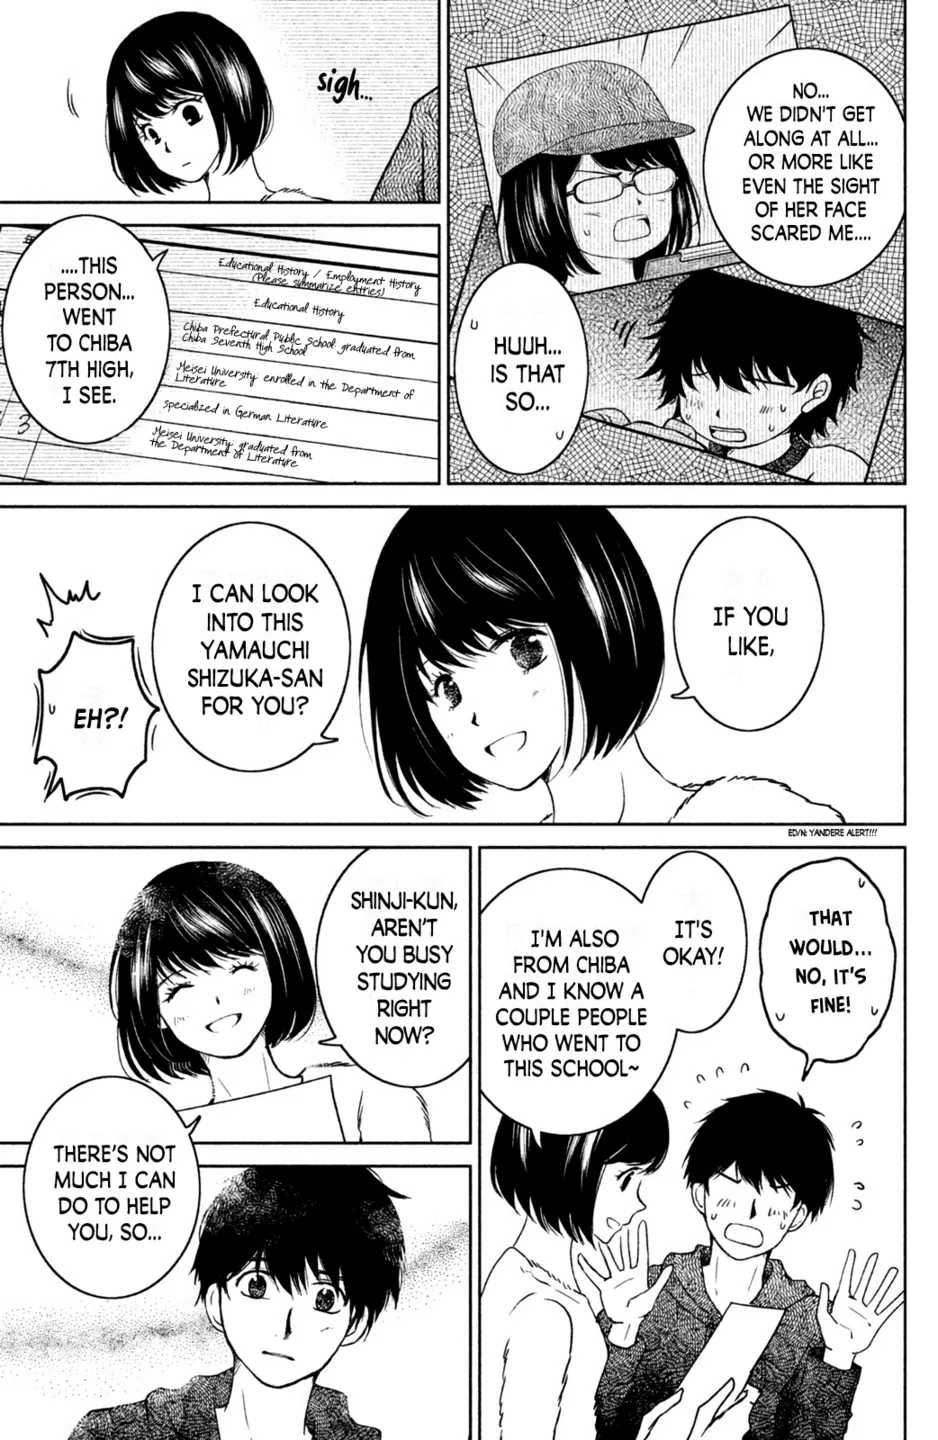 NO...
WE DIDN'T GET
ALONG AT ALL...
OR MORE LIKE
EVEN THE SIGHT
OF HER FACE
SCARED ME....
HUUH...
IS THAT
SO...
sigh...
....THIS
PERSON...
WENT
TO CHIBA
7TH HIGH,
I SEE.
Educational History / Employment History
(Please summarize entries)
Educational History
Chiba Prefectural Public School graduated from
Chiba Seventh High School
Meisei University: enrolled in the Department of
Literature
specialized in German Literature
Meisei University: graduated from
the Department of Literature
3
IF YOU
LIKE,
I CAN LOOK
INTO THIS
YAMAUCHI
SHIZUKA-SAN
FOR YOU?
EH?!
ED/N: YANDERE ALERT!!!
THAT
WOULD...
NO, IT'S
FINE!
IT'S
OKAY!
I'M ALSO
FROM CHIBA
AND I KNOW A
COUPLE PEOPLE
WHO WENT TO
THIS SCHOOL~
SHINJI-KUN,
AREN'T
YOU BUSY
STUDYING
RIGHT
NOW?
THERE'S NOT
MUCH I CAN
DO TO HELP
YOU, SO...